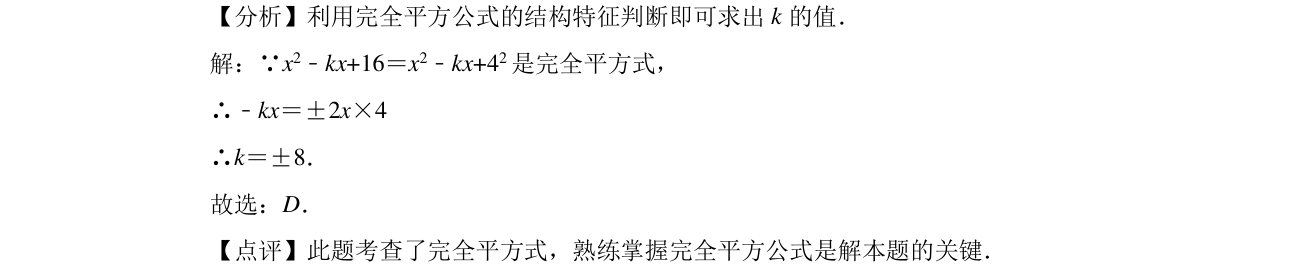 【分析】利用完全平方公式的结构特征判断即可求出 k 的值．
解：∵x²﹣kx+16＝x²﹣kx+4² 是完全平方式，
∴﹣kx＝±2x×4
∴k＝±8．
故选：D．
【点评】此题考查了完全平方式，熟练掌握完全平方公式是解本题的关键．